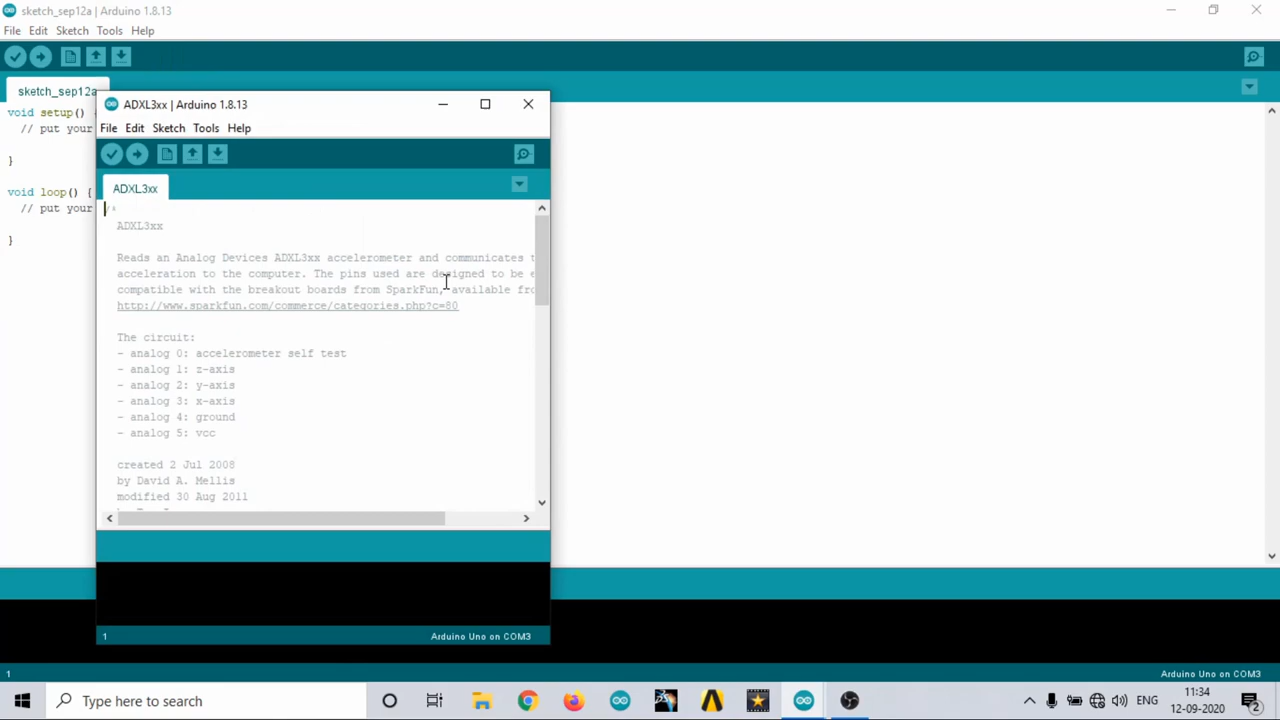 sketch_sep12a | Arduino 1.8.13
File Edit Sketch Tools Help
sketch_sep12a
void setup()
// put your
}
void loop() {
// put your
}
ADXL3xx | Arduino 1.8.13
File Edit Sketch Tools Help
ADXL3xx
/*
ADXL3xx
Reads an Analog Devices ADXL3xx accelerometer and communicates
acceleration to the computer. The pins used are designed to be
compatible with the breakout boards from SparkFun, available
http://www.sparkfun.com/commerce/categories.php?c=80
The circuit:
- analog 0: accelerometer self test
- analog 1: z-axis
- analog 2: y-axis
- analog 3: x-axis
- analog 4: ground
- analog 5: vcc
created 2 Jul 2008
by David A. Mellis
modified 30 Aug 2011
1
Arduino Uno on COM3
1
Arduino Uno on COM3
Type here to search
ENG
11:34
12-09-2020
2